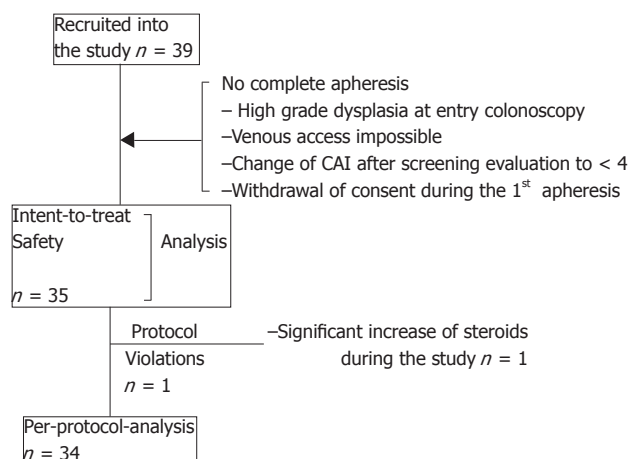 Recruited into
the study n = 39
No complete apheresis
– High grade dysplasia at entry colonoscopy
–Venous access impossible
–Change of CAI after screening evaluation to < 4
–Withdrawal of consent during the 1st apheresis
Intent-to-treat
Safety
Analysis
n = 35
Protocol
Violations
n = 1
–Significant increase of steroids
during the study n = 1
Per-protocol-analysis
n = 34